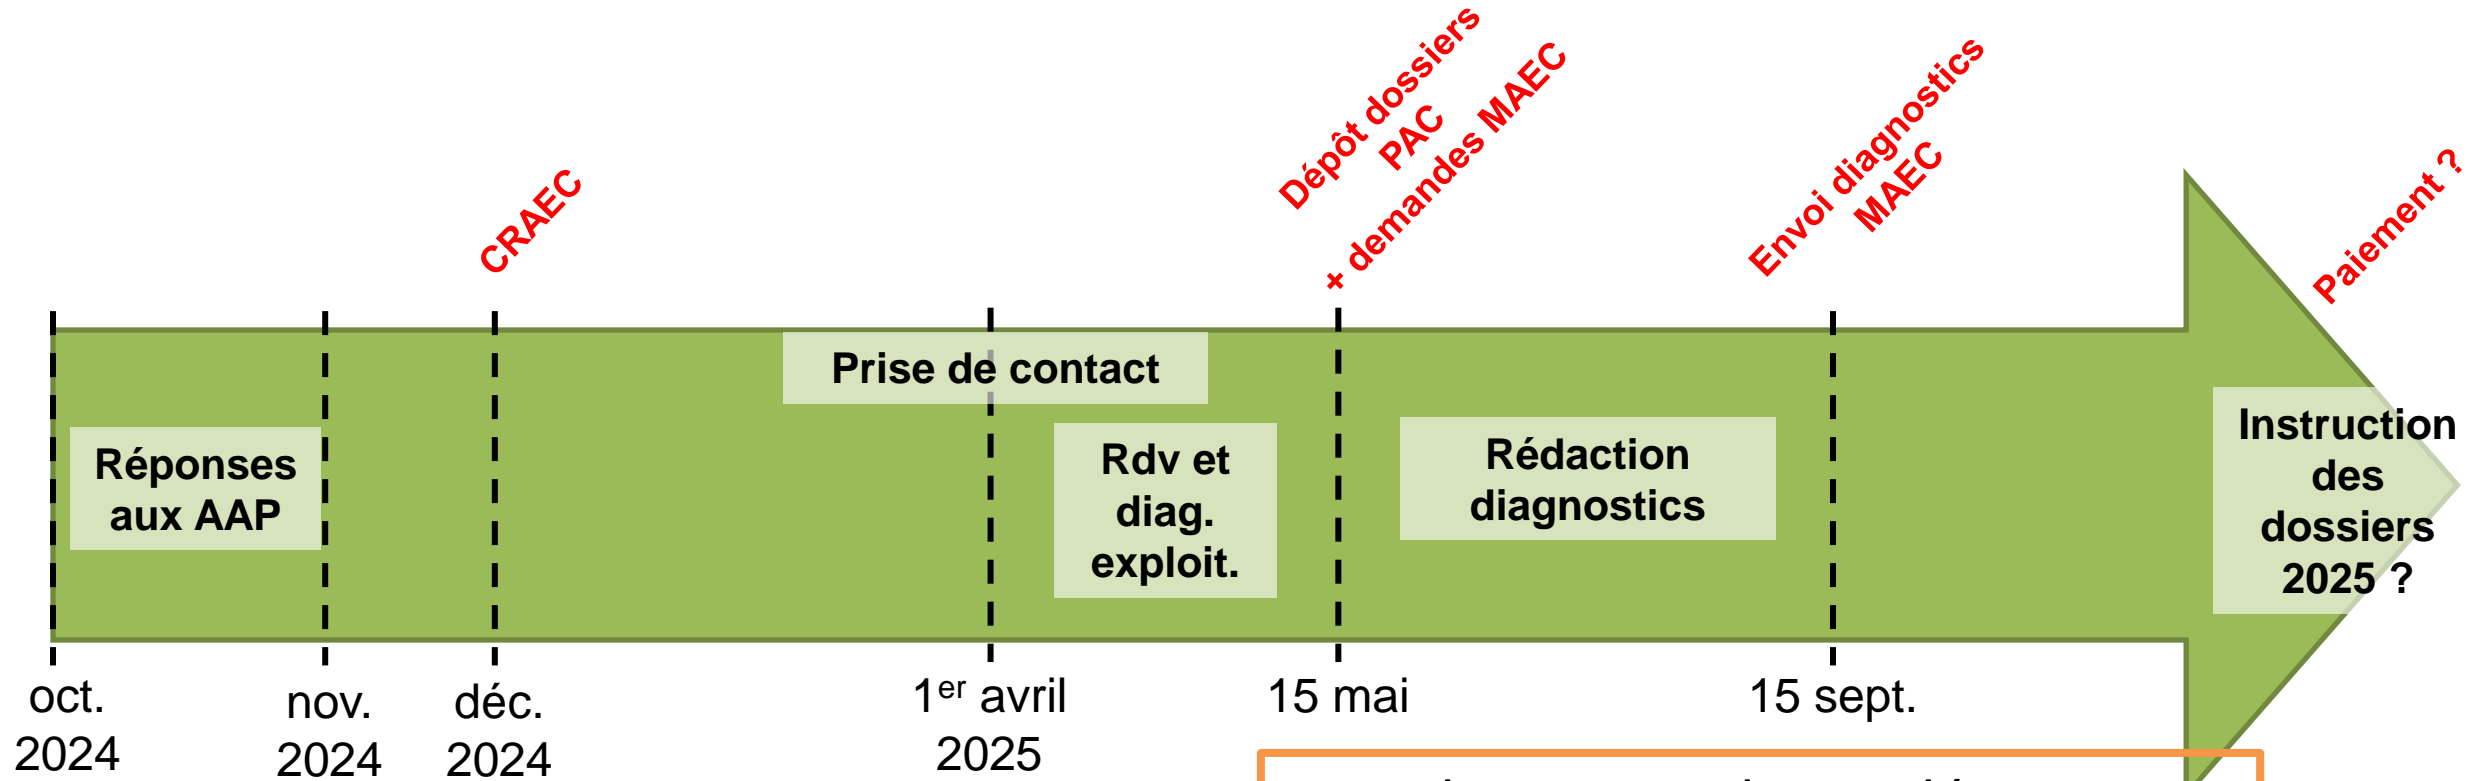 CRAEC
Dépôt dossiers
PAC
+ demandes MAEC
Envoi diagnostics
MAEC
Paiement ?
Prise de contact
Réponses
aux AAP
Rdv et
diag.
exploit.
Rédaction
diagnostics
Instruction
des
dossiers
2025 ?
oct.
2024
nov.
2024
déc.
2024
1er avril
2025
15 mai
15 sept.